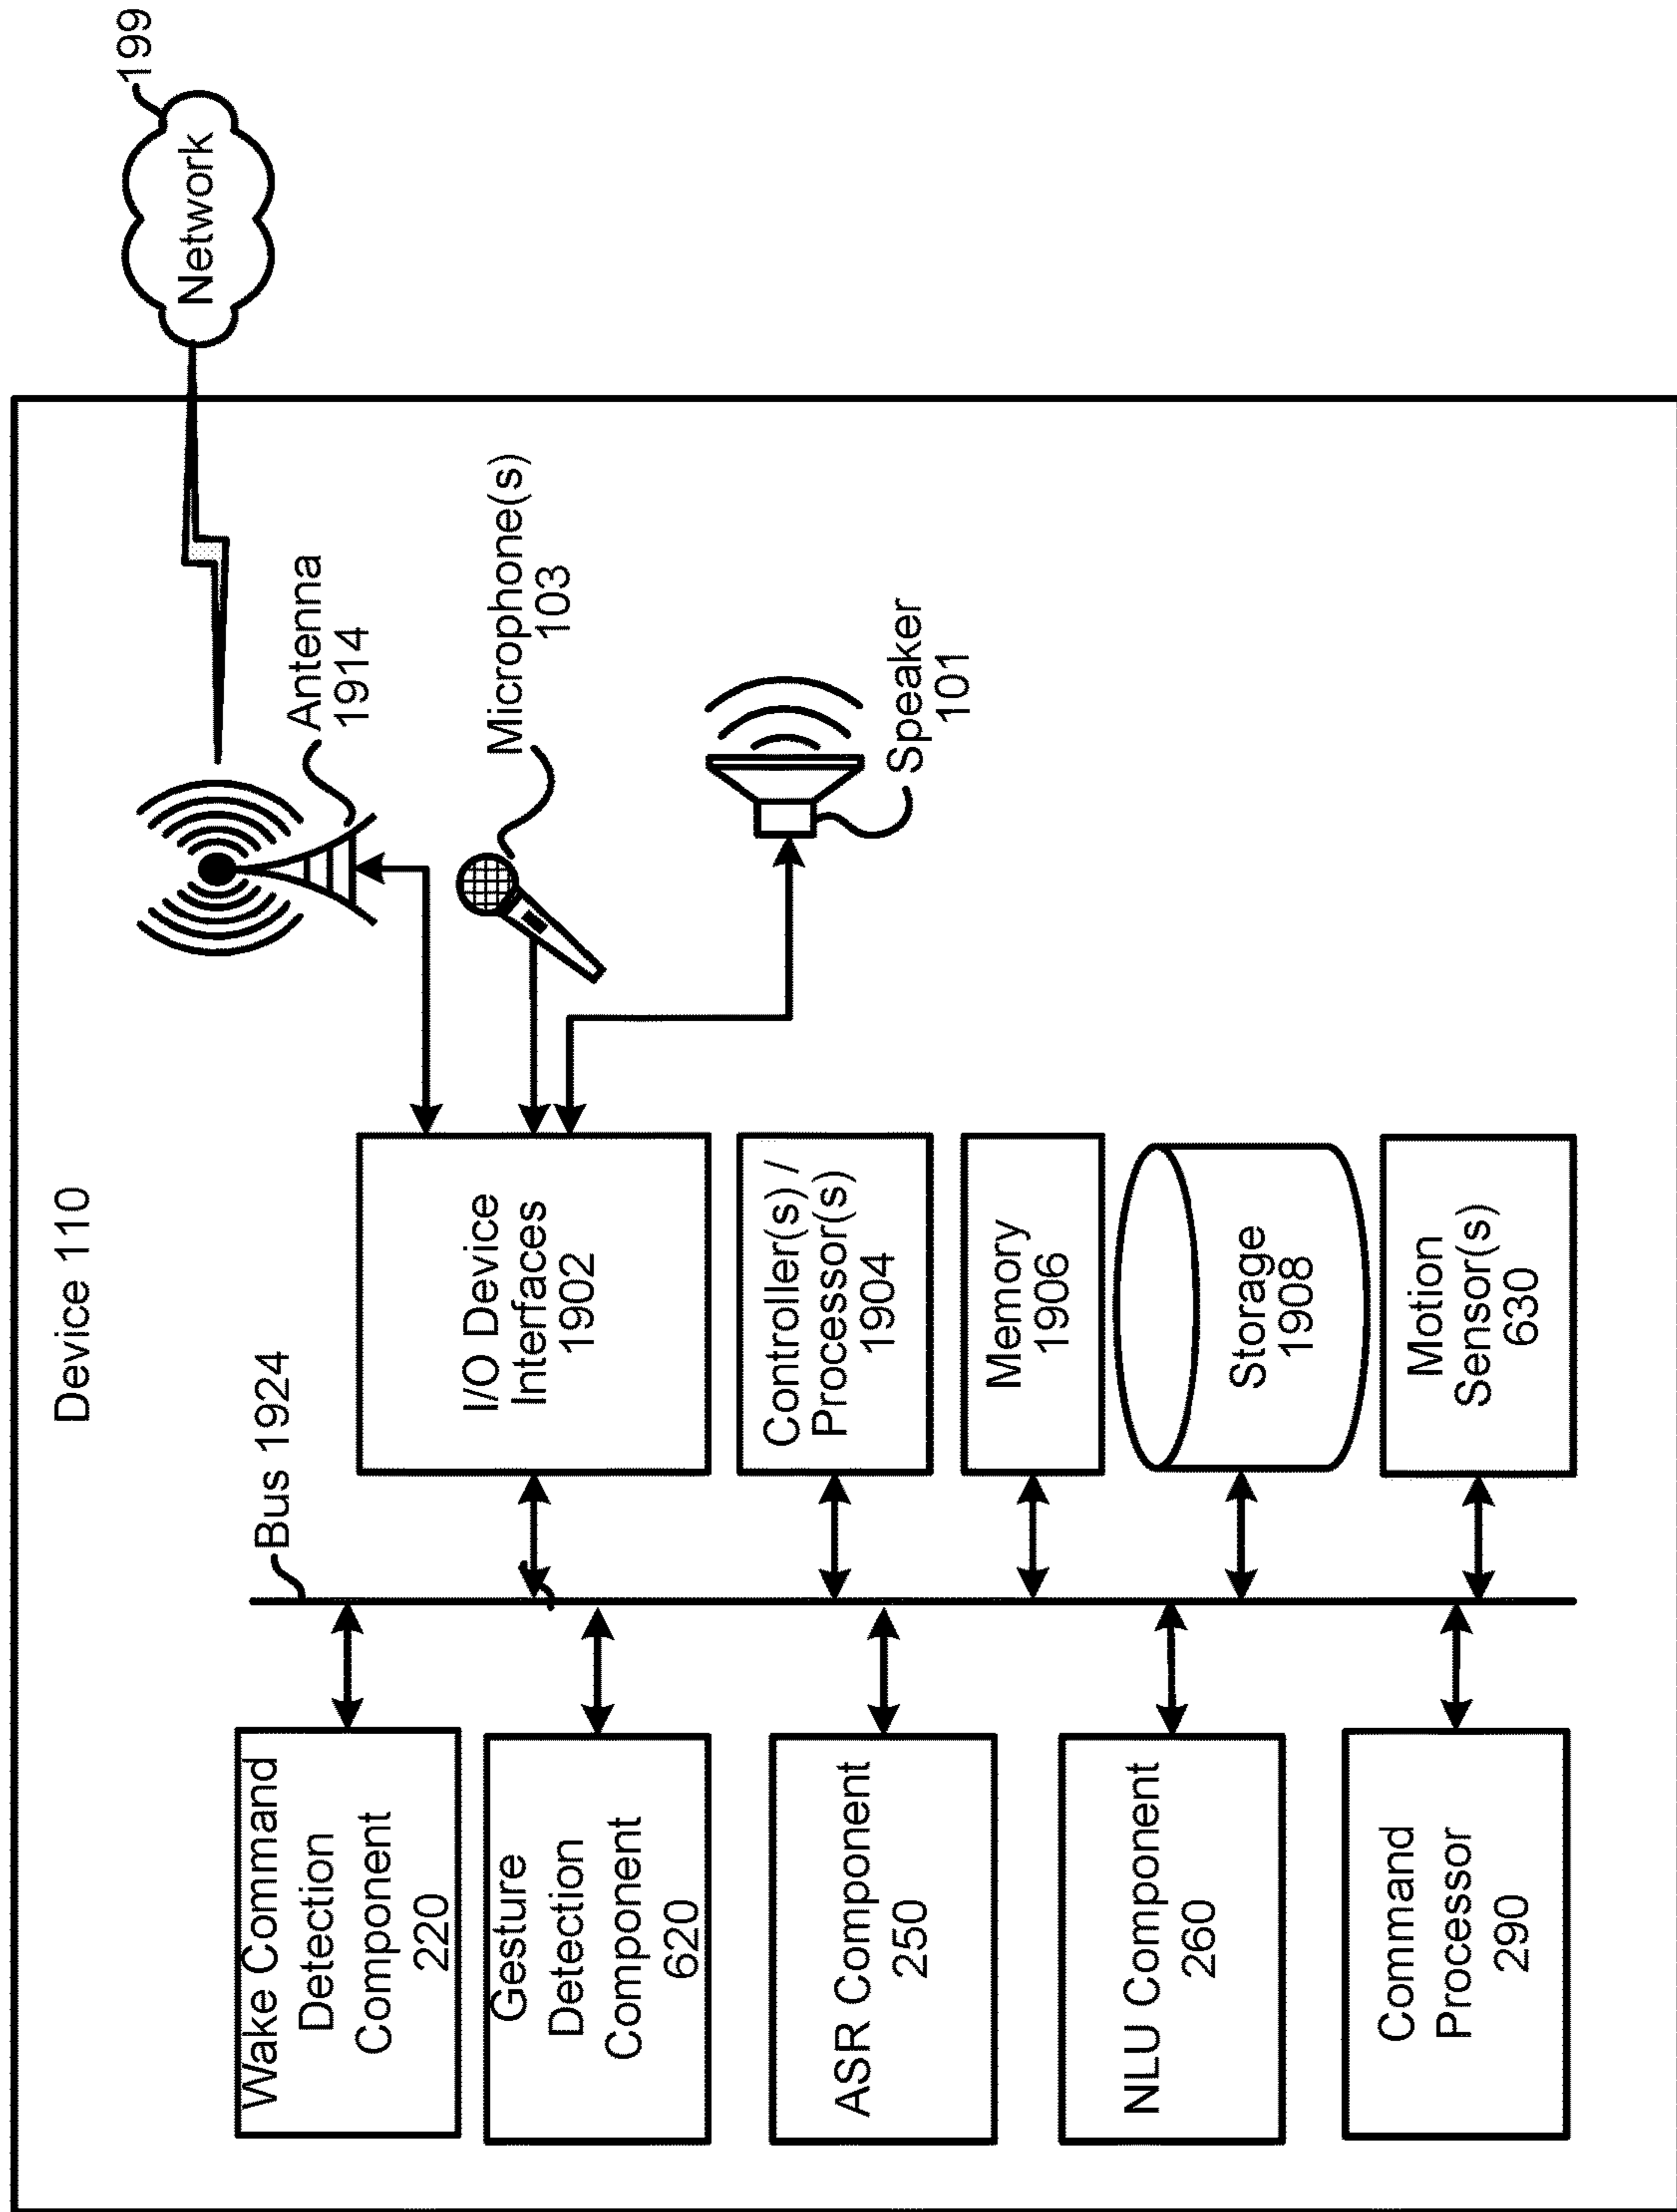 Device 110
Bus 1924
Wake Command
Detection
Component
220
Gesture
Detection
Component
620
ASR Component
250
NLU Component
260
Command
Processor
290
I/O Device
Interfaces
1902
Controller(s) /
Processor(s)
1904
Memory
1906
Storage
1908
Motion
Sensor(s)
630
Antenna
1914
Microphone(s)
103
Speaker
101
Network
199